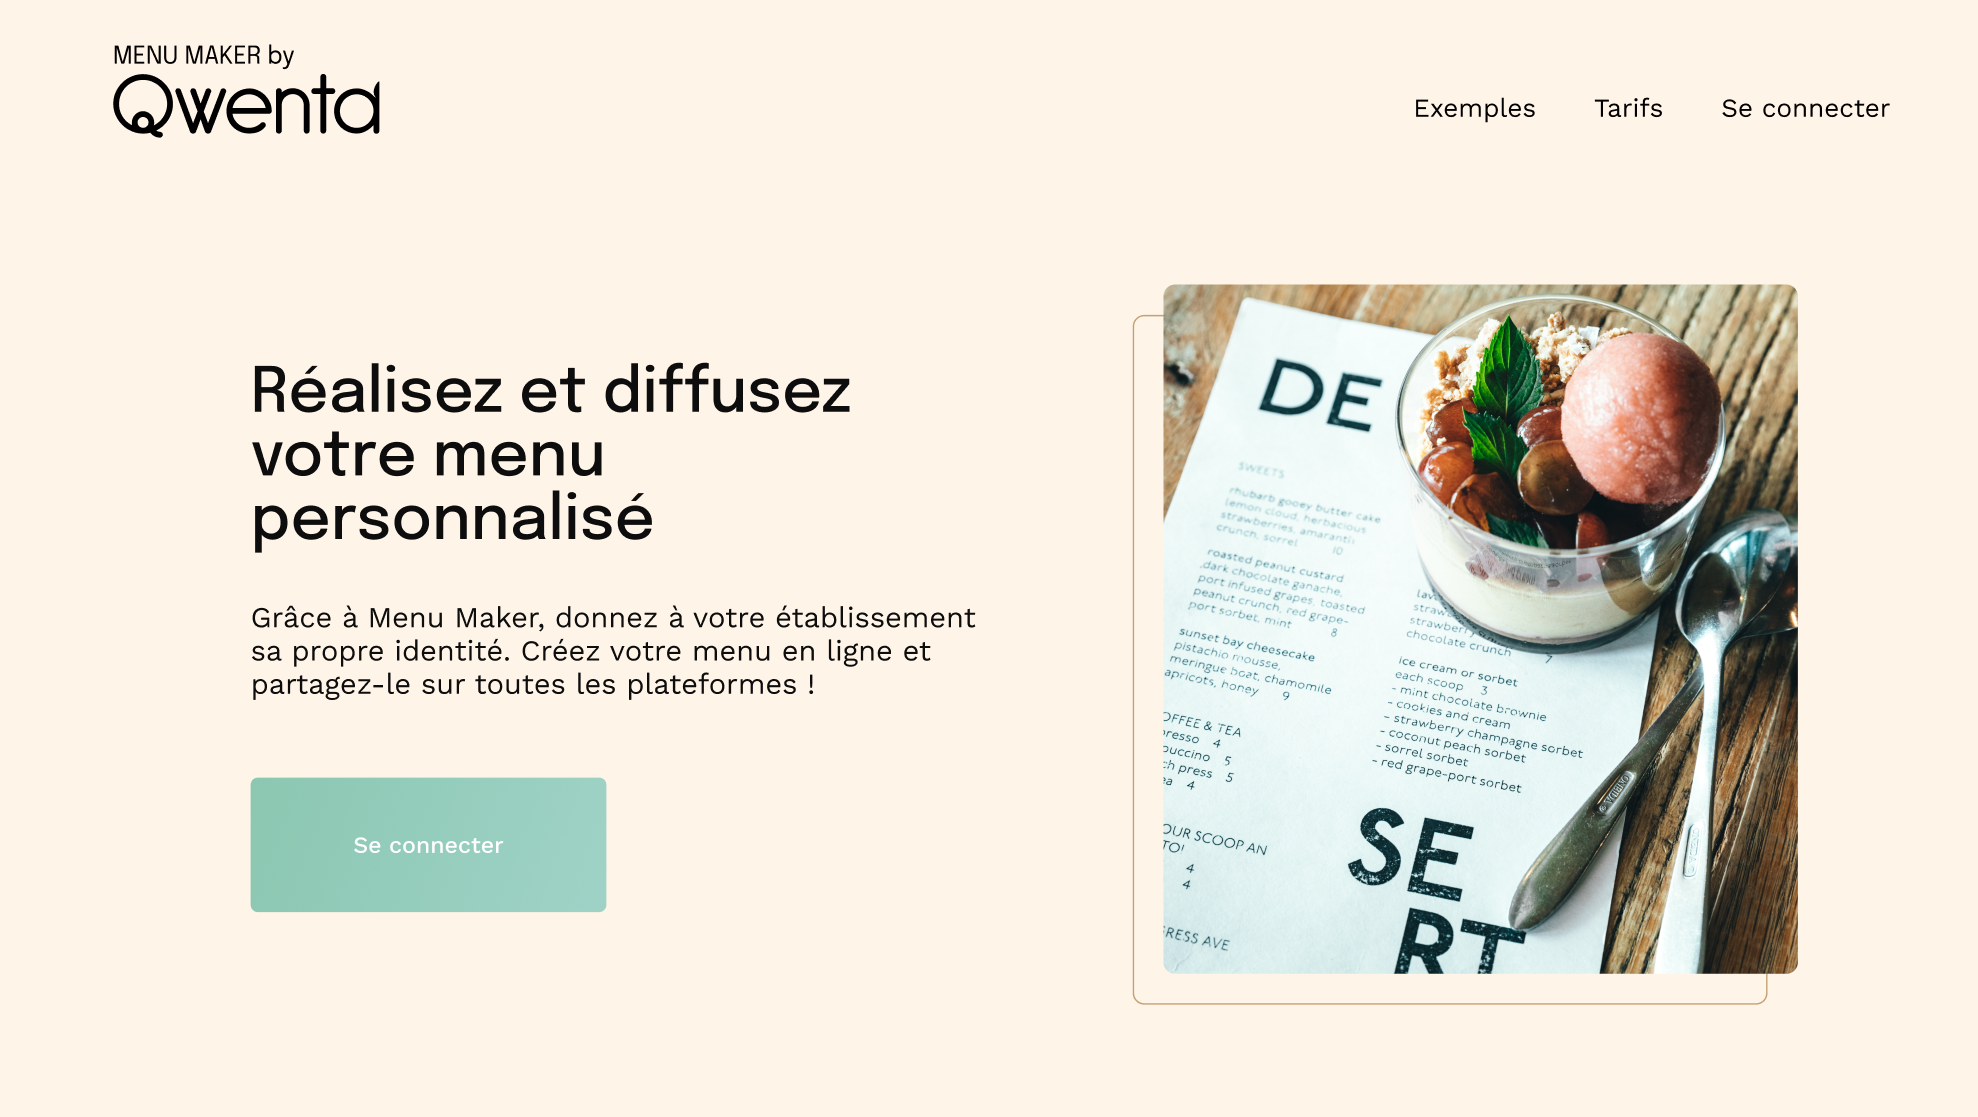 MENU MAKER by
Qwenta
Exemples
Tarifs
Se connecter
Réalisez et diffusez
votre menu
personnalisé
Grâce à Menu Maker, donnez à votre établissement
sa propre identité. Créez votre menu en ligne et
partagez-le sur toutes les plateformes !
Se connecter
DE
SWEETS
rhubarb gooey butter cake
lemon cloud, herbacious
strawberries, amaranth
crunch, sorrel 10
roasted peanut custard
dark chocolate ganache,
port infused grapes, toasted
peanut crunch, red grape-
port sorbet, mint 8
sunset bay cheesecake
pistachio mousse,
meringue boat, chamomile
apricots, honey 9
OFFEE & TEA
resso 4
puccino 5
ch press 5
ea 4
OUR SCOOP AN
TO!
4
4
RESS AVE
strawberry
chocolate crunch 7
ice cream or sorbet
each scoop 3
- mint chocolate brownie
- cookies and cream
- strawberry champagne sorbet
- coconut peach sorbet
- sorrel sorbet
- red grape-port sorbet
SE
RT